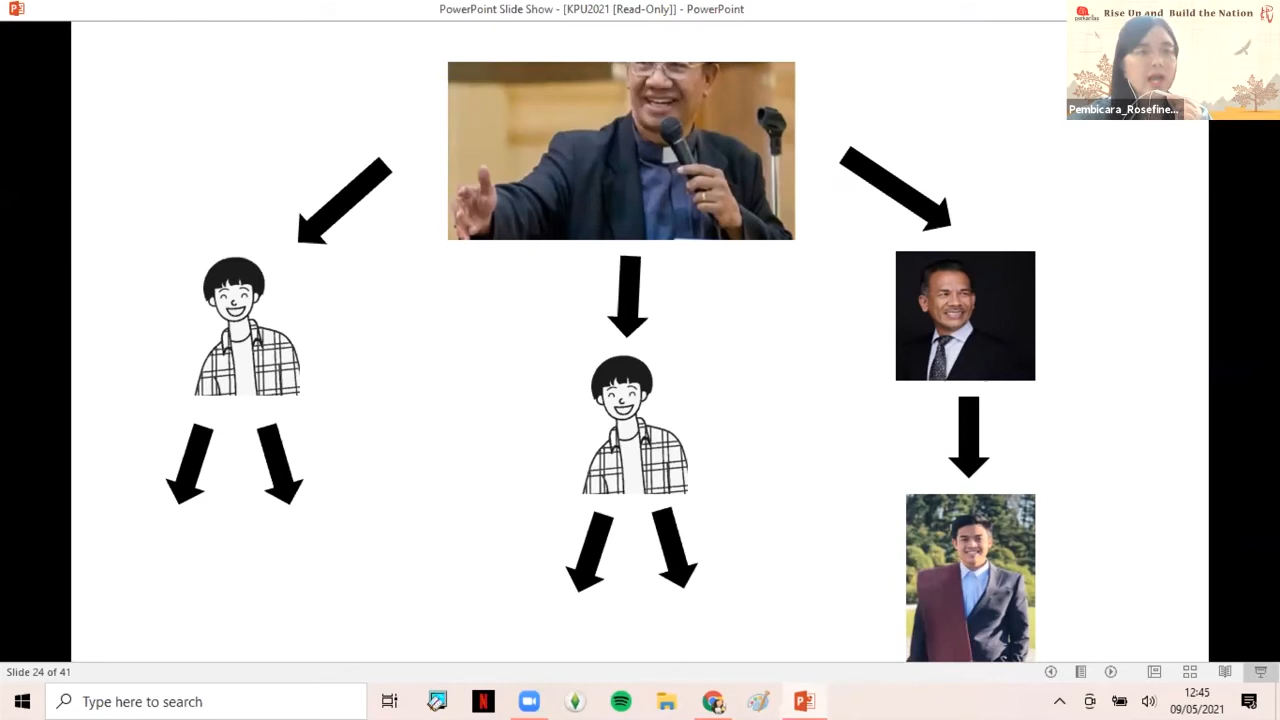 PowerPoint Slide Show - [KPU2021 [Read-Only]] - PowerPoint
perkantas
Rise Up and Build the Nation
Pembicara_Rosefine...
Slide 24 of 41
Type here to search
12:45
09/05/2021